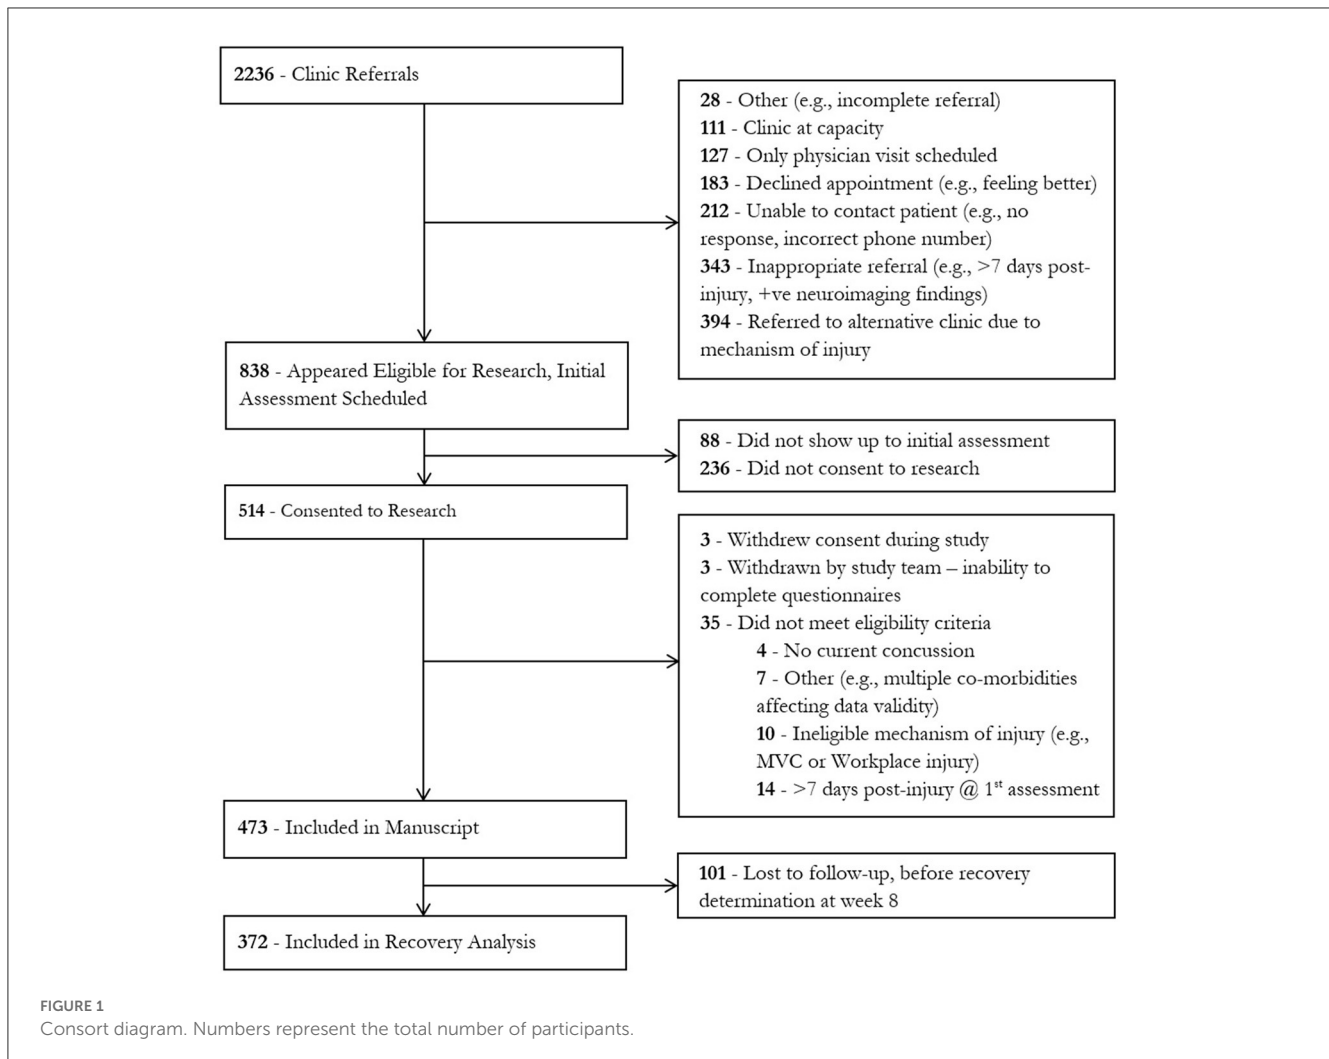 2236 - Clinic Referrals
28 - Other (e.g., incomplete referral)
111 - Clinic at capacity
127 - Only physician visit scheduled
183 - Declined appointment (e.g., feeling better)
212 - Unable to contact patient (e.g., no
response, incorrect phone number)
343 - Inappropriate referral (e.g., >7 days post-
injury, +ve neuroimaging findings)
394 - Referred to alternative clinic due to
mechanism of injury
838 - Appeared Eligible for Research, Initial
Assessment Scheduled
88 - Did not show up to initial assessment
236 - Did not consent to research
514 - Consented to Research
3 - Withdrew consent during study
3 - Withdrawn by study team – inability to
complete questionnaires
35 - Did not meet eligibility criteria
4 - No current concussion
7 - Other (e.g., multiple co-morbidities
affecting data validity)
10 - Ineligible mechanism of injury (e.g.,
MVC or Workplace injury)
14 - >7 days post-injury @ 1st assessment
473 - Included in Manuscript
101 - Lost to follow-up, before recovery
determination at week 8
372 - Included in Recovery Analysis
FIGURE 1
Consort diagram. Numbers represent the total number of participants.